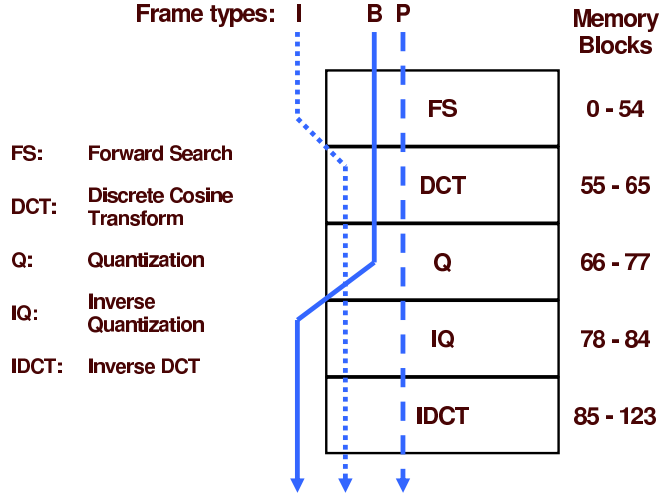 Frame types: I B P
Memory
Blocks
FS 0 - 54
FS: Forward Search
DCT 55 - 65
DCT: Discrete Cosine
Transform
Q: Quantization
Q 66 - 77
IQ: Inverse
Quantization
IQ 78 - 84
IDCT: Inverse DCT
IDCT 85 - 123